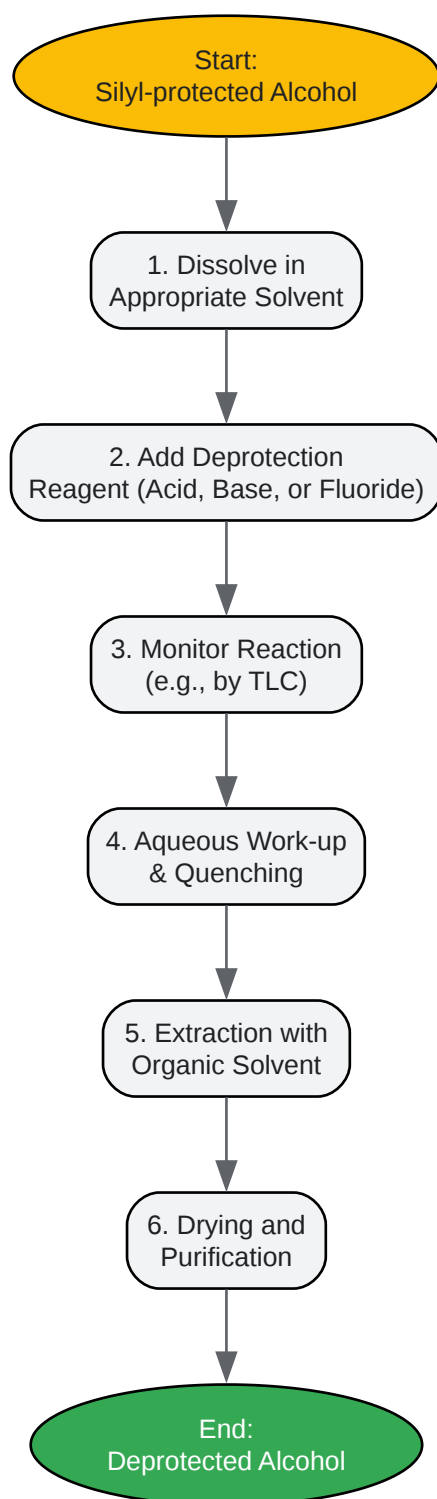 Start:
Silyl-protected Alcohol
1. Dissolve in
Appropriate Solvent
2. Add Deprotection
Reagent (Acid, Base, or Fluoride)
3. Monitor Reaction
(e.g., by TLC)
4. Aqueous Work-up
& Quenching
5. Extraction with
Organic Solvent
6. Drying and
Purification
End:
Deprotected Alcohol